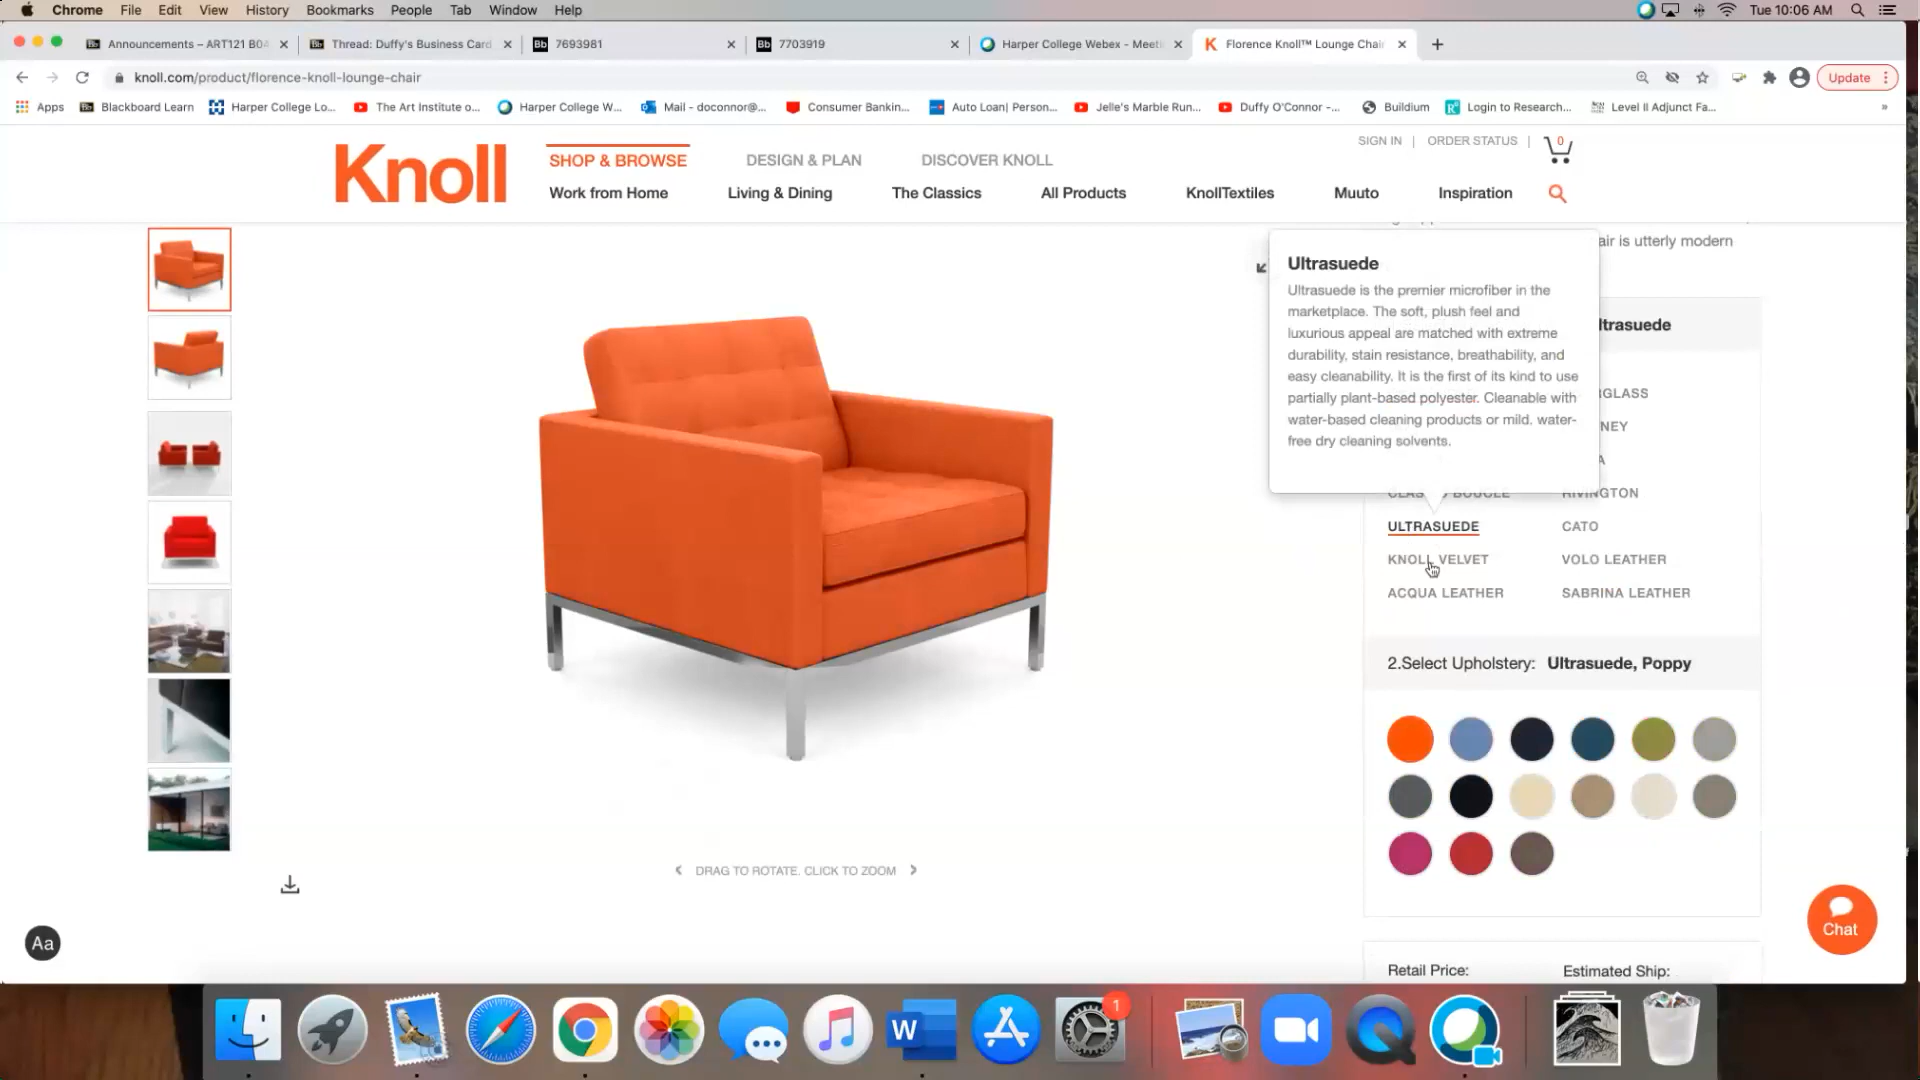 Chrome File Edit View History Bookmarks People Tab Window Help Tue 10:06 AM
Announcements – ART121 B04 Thread: Duffy's Business Card Bb 7693981 Bb 7703919 Harper College Webex - Meeti Florence Knoll™ Lounge Chair
knoll.com/product/florence-knoll-lounge-chair Update
Apps Blackboard Learn Harper College Lo... The Art Institute o... Harper College W... Mail - doconnor@... Consumer Bankin... Auto Loan| Person... Jelle's Marble Run... Duffy O'Connor -... Buildium Login to Research... Level II Adjunct Fa... »
SIGN IN | ORDER STATUS | 0
Knoll SHOP & BROWSE DESIGN & PLAN DISCOVER KNOLL
Work from Home Living & Dining The Classics All Products KnollTextiles Muuto Inspiration
air is utterly modern
Ultrasuede
Ultrasuede is the premier microfiber in the
marketplace. The soft, plush feel and
luxurious appeal are matched with extreme
durability, stain resistance, breathability, and
easy cleanability. It is the first of its kind to use
partially plant-based polyester. Cleanable with
water-based cleaning products or mild. water-
free dry cleaning solvents.
ltrasuede
RGLASS
NEY
A
RIVINGTON
ULTRASUEDE CATO
KNOLL VELVET VOLO LEATHER
ACQUA LEATHER SABRINA LEATHER
2.Select Upholstery: Ultrasuede, Poppy
DRAG TO ROTATE. CLICK TO ZOOM
Aa
Chat
Retail Price: Estimated Ship:
W
1